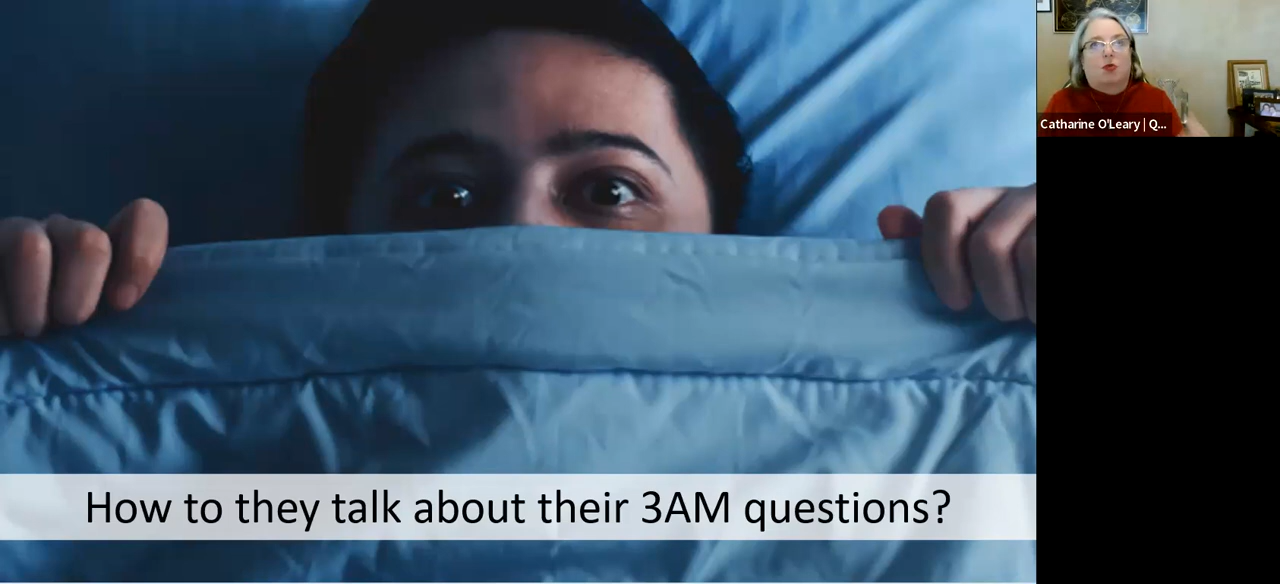 Catharine O'Leary | Q...
How to they talk about their 3AM questions?